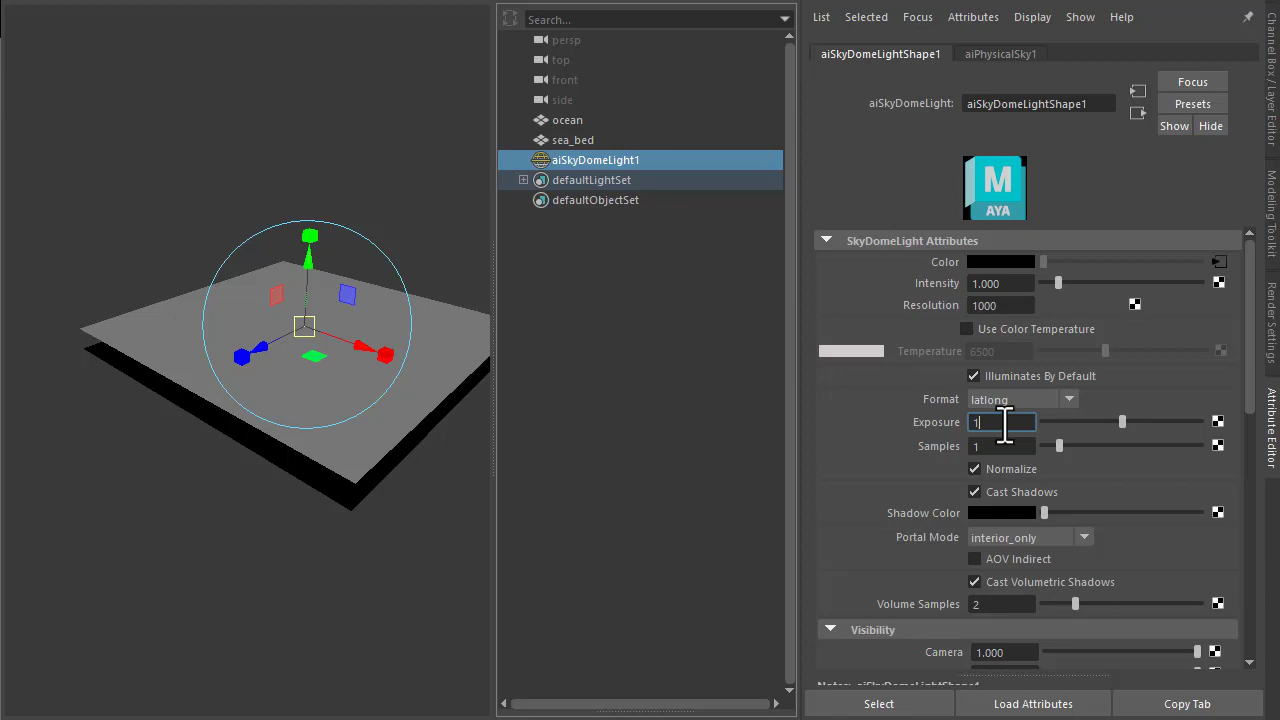 Search...
persp
top
front
side
ocean
sea_bed
aiSkyDomeLight1
defaultLightSet
defaultObjectSet
List Selected Focus Attributes Display Show Help
aiSkyDomeLightShape1 aiPhysicalSky1
Focus
aiSkyDomeLight: aiSkyDomeLightShape1
Presets
Show Hide
M
AYA
SkyDomeLight Attributes
Color
Intensity 1.000
Resolution 1000
Use Color Temperature
Temperature 6500
Illuminates By Default
Format latlong
Exposure 1
Samples 1
Normalize
Cast Shadows
Shadow Color
Portal Mode interior_only
AOV Indirect
Cast Volumetric Shadows
Volume Samples 2
Visibility
Camera 1.000
Notes: aiSkyDomeLightShape1
Select Load Attributes Copy Tab
Channel Box / Layer Editor
Modeling Toolkit
Render Settings
Attribute Editor